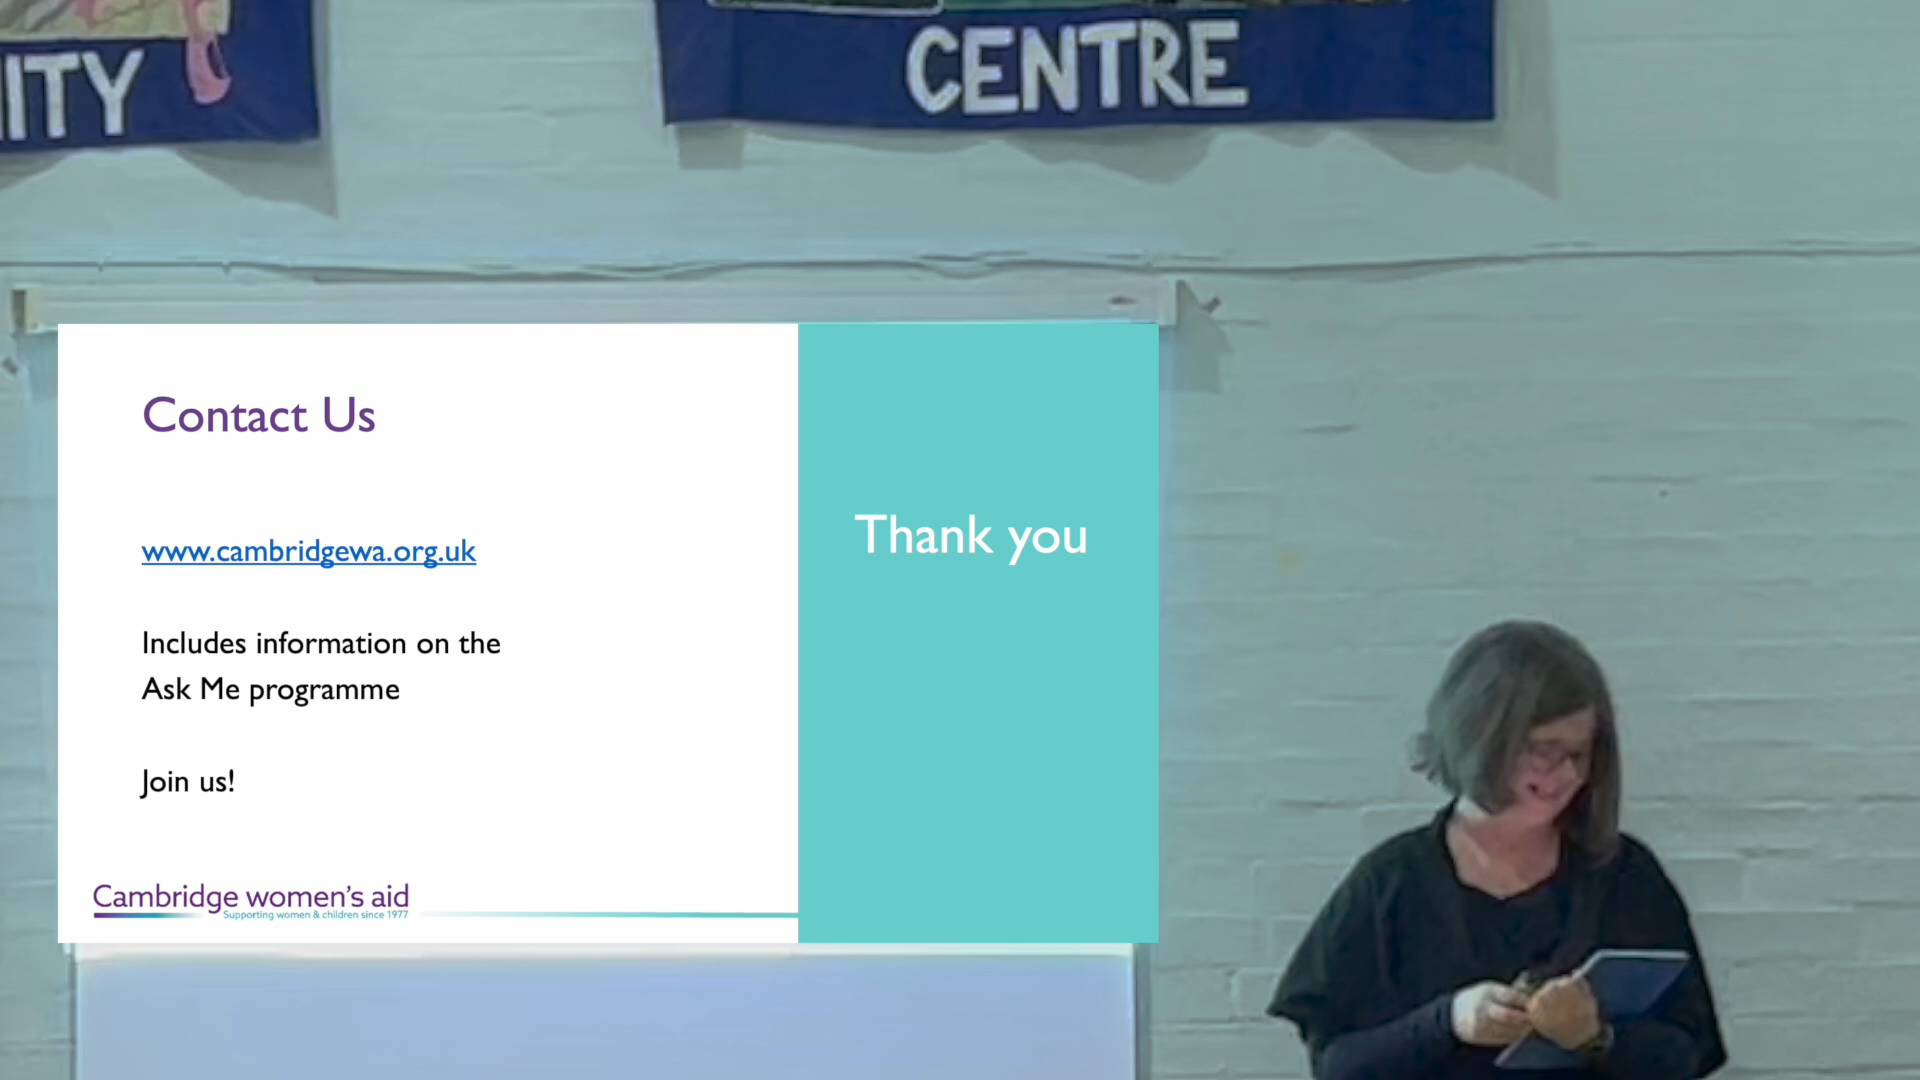 ITY
CENTRE
Contact Us
www.cambridgewa.org.uk
Includes information on the
Ask Me programme
Join us!
Cambridge women's aid
Supporting women & children since 1977
Thank you